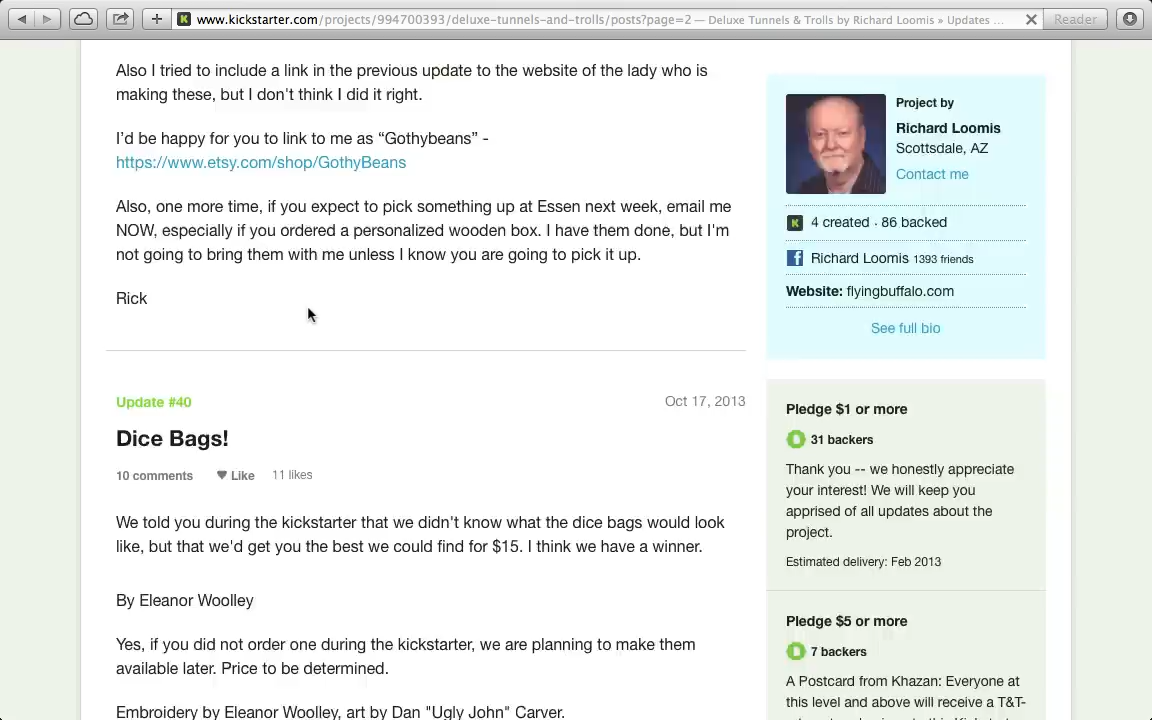 www.kickstarter.com/projects/994700393/deluxe-tunnels-and-trolls/posts?page=2 — Deluxe Tunnels & Trolls by Richard Loomis » Updates ...
Reader
Also I tried to include a link in the previous update to the website of the lady who is
making these, but I don't think I did it right.
I'd be happy for you to link to me as “Gothybeans” -
https://www.etsy.com/shop/GothyBeans
Also, one more time, if you expect to pick something up at Essen next week, email me
NOW, especially if you ordered a personalized wooden box. I have them done, but I'm
not going to bring them with me unless I know you are going to pick it up.
Rick
Update #40
Oct 17, 2013
Dice Bags!
10 comments
Like
11 likes
We told you during the kickstarter that we didn't know what the dice bags would look
like, but that we'd get you the best we could find for $15. I think we have a winner.
By Eleanor Woolley
Yes, if you did not order one during the kickstarter, we are planning to make them
available later. Price to be determined.
Embroidery by Eleanor Woolley, art by Dan "Ugly John" Carver.
Project by
Richard Loomis
Scottsdale, AZ
Contact me
4 created · 86 backed
Richard Loomis 1393 friends
Website: flyingbuffalo.com
See full bio
Pledge $1 or more
31 backers
Thank you -- we honestly appreciate
your interest! We will keep you
apprised of all updates about the
project.
Estimated delivery: Feb 2013
Pledge $5 or more
7 backers
A Postcard from Khazan: Everyone at
this level and above will receive a T&T-